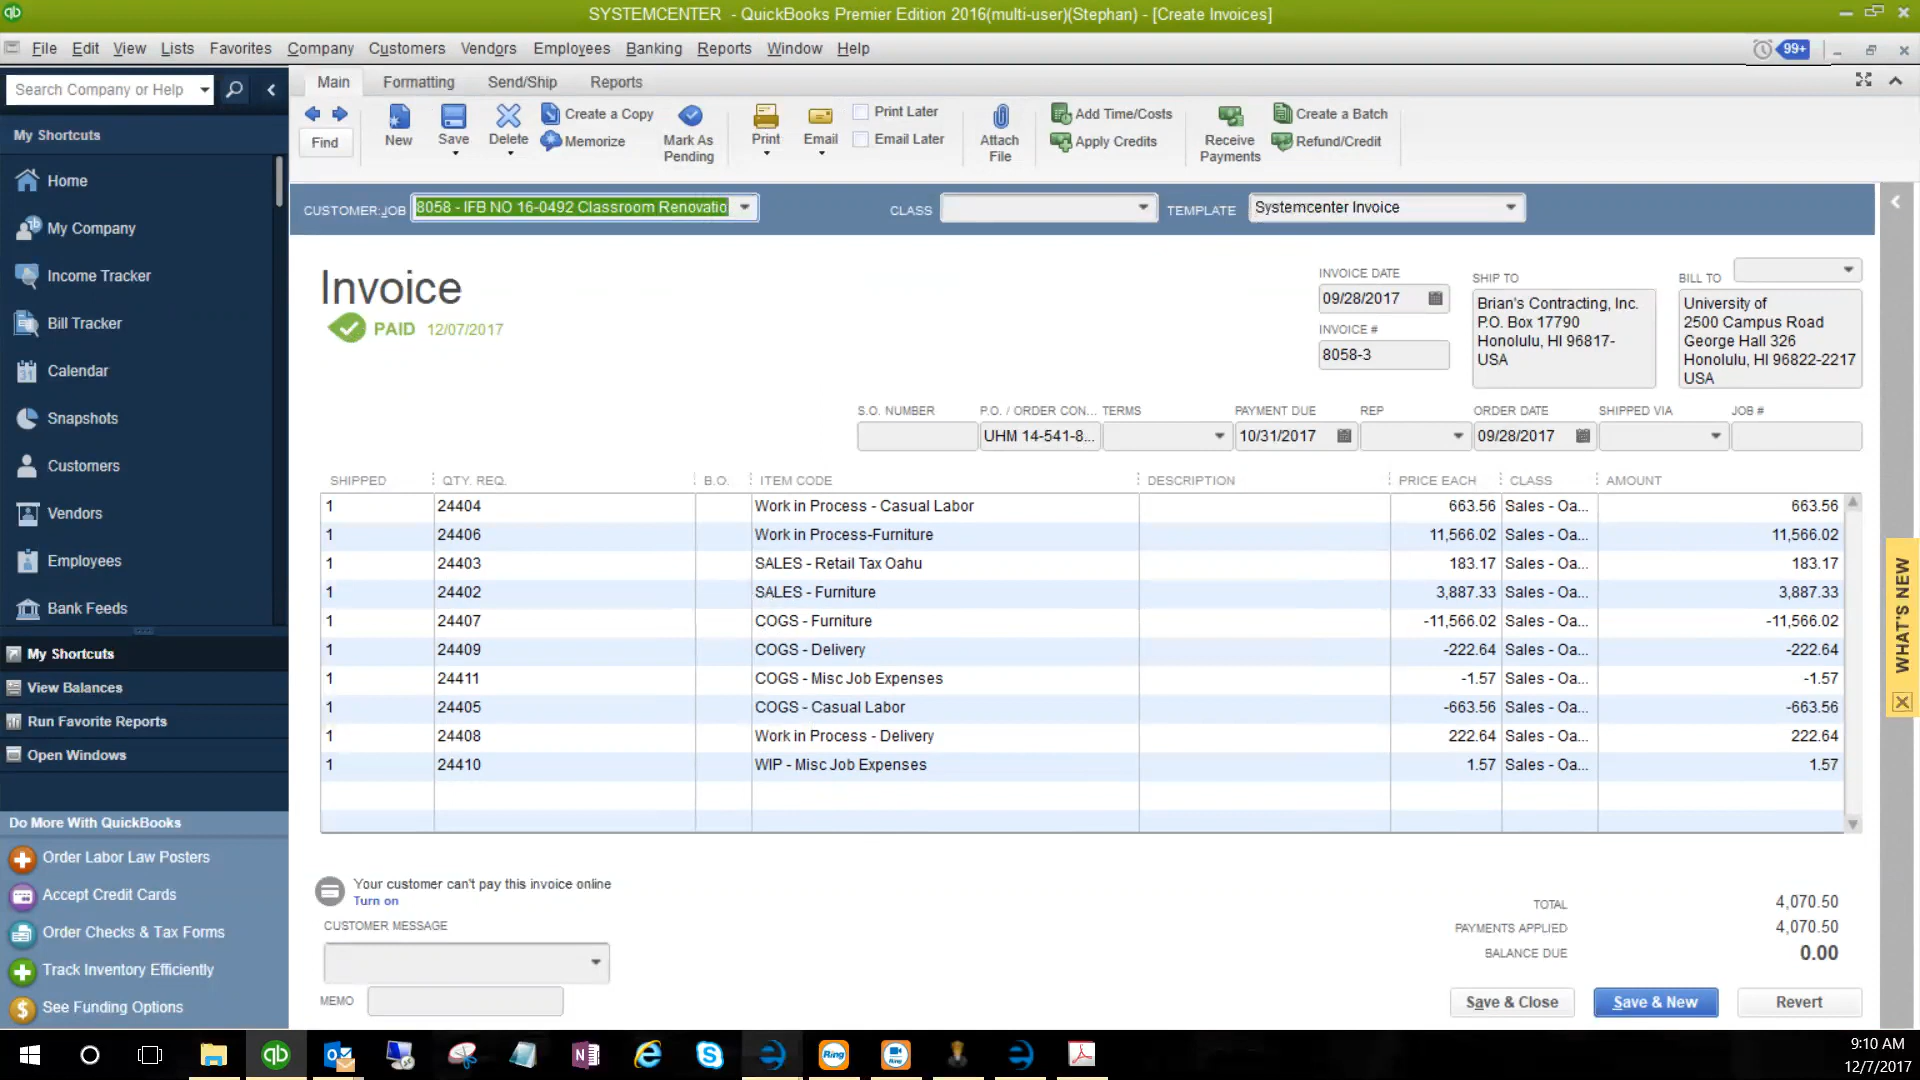 SYSTEMCENTER - QuickBooks Premier Edition 2016(multi-user)(Stephan) - [Create Invoices]
File Edit View Lists Favorites Company Customers Vendors Employees Banking Reports Window Help
99+
Search Company or Help
My Shortcuts
Home
My Company
Income Tracker
Bill Tracker
Calendar
Snapshots
Customers
Vendors
Employees
Bank Feeds
My Shortcuts
View Balances
Run Favorite Reports
Open Windows
Do More With QuickBooks
Order Labor Law Posters
Accept Credit Cards
Order Checks & Tax Forms
Track Inventory Efficiently
See Funding Options
Main Formatting Send/Ship Reports
Find
New
Save
Delete
Create a Copy
Memorize
Mark As
Pending
Print
Email
Print Later
Email Later
Attach
File
Add Time/Costs
Apply Credits
Receive
Payments
Create a Batch
Refund/Credit
CUSTOMER:JOB 8058 - IFB NO 16-0492 Classroom Renovatio CLASS TEMPLATE Systemcenter Invoice
Invoice
PAID 12/07/2017
INVOICE DATE
09/28/2017
INVOICE #
8058-3
SHIP TO
Brian's Contracting, Inc.
P.O. Box 17790
Honolulu, HI 96817-
USA
BILL TO
University of
2500 Campus Road
George Hall 326
Honolulu, HI 96822-2217
USA
S.O. NUMBER P.O. / ORDER CON... TERMS PAYMENT DUE REP ORDER DATE SHIPPED VIA JOB #
UHM 14-541-8... 10/31/2017 09/28/2017
SHIPPED QTY. REQ. B.O. ITEM CODE DESCRIPTION PRICE EACH CLASS AMOUNT
1 24404 Work in Process - Casual Labor 663.56 Sales - Oa... 663.56
1 24406 Work in Process-Furniture 11,566.02 Sales - Oa... 11,566.02
1 24403 SALES - Retail Tax Oahu 183.17 Sales - Oa... 183.17
1 24402 SALES - Furniture 3,887.33 Sales - Oa... 3,887.33
1 24407 COGS - Furniture -11,566.02 Sales - Oa... -11,566.02
1 24409 COGS - Delivery -222.64 Sales - Oa... -222.64
1 24411 COGS - Misc Job Expenses -1.57 Sales - Oa... -1.57
1 24405 COGS - Casual Labor -663.56 Sales - Oa... -663.56
1 24408 Work in Process - Delivery 222.64 Sales - Oa... 222.64
1 24410 WIP - Misc Job Expenses 1.57 Sales - Oa... 1.57
WHAT'S NEW
Your customer can't pay this invoice online
Turn on
CUSTOMER MESSAGE
MEMO
TOTAL 4,070.50
PAYMENTS APPLIED 4,070.50
BALANCE DUE 0.00
Save & Close Save & New Revert
9:10 AM
12/7/2017